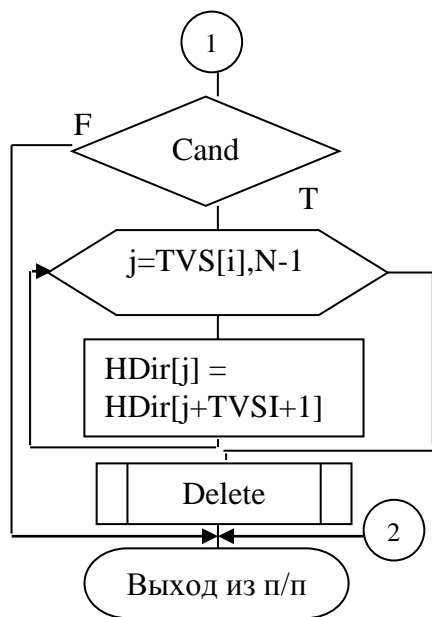 1
F
Cand
T
j=TVS[i],N-1
HDir[j] =
HDir[j+TVSI+1]
Delete
2
Выход из п/п